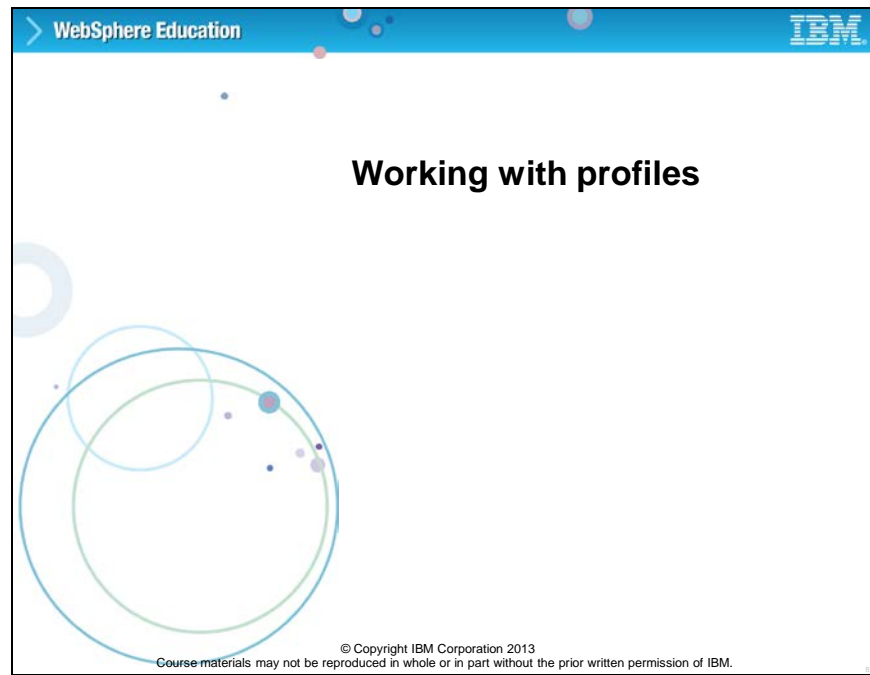 WebSphere Education
IBM.
Working with profiles
© Copyright IBM Corporation 2013
Course materials may not be reproduced in whole or in part without the prior written permission of IBM.